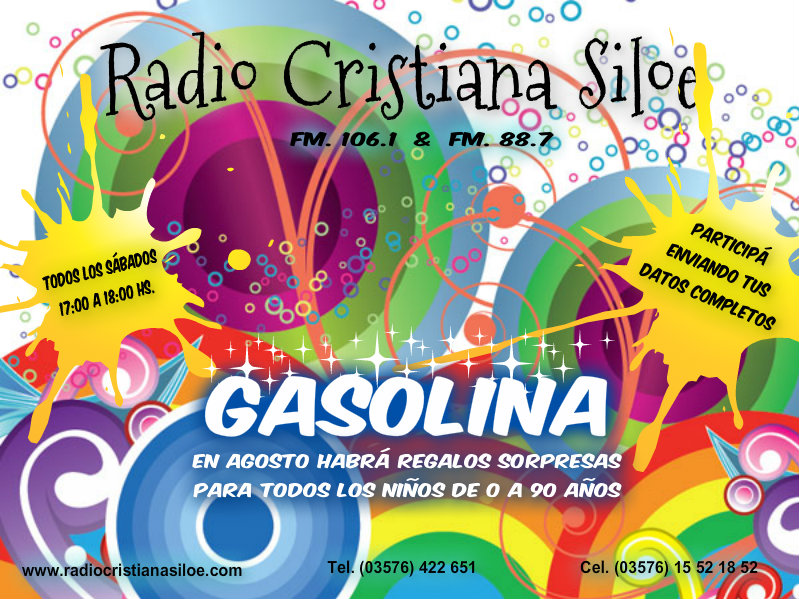 Radio Cristiana Siloe
FM. 106.1 & FM. 88.7
TODOS LOS SÁBADOS
17:00 A 18:00 HS.
PARTICIPÁ
ENVIANDO TUS
DATOS COMPLETOS
GASOLINA
EN AGOSTO HABRÁ REGALOS SORPRESAS
PARA TODOS LOS NIÑOS DE 0 A 90 AÑOS
www.radiocristianasiloe.com
Tel. (03576) 422 651
Cel. (03576) 15 52 18 52